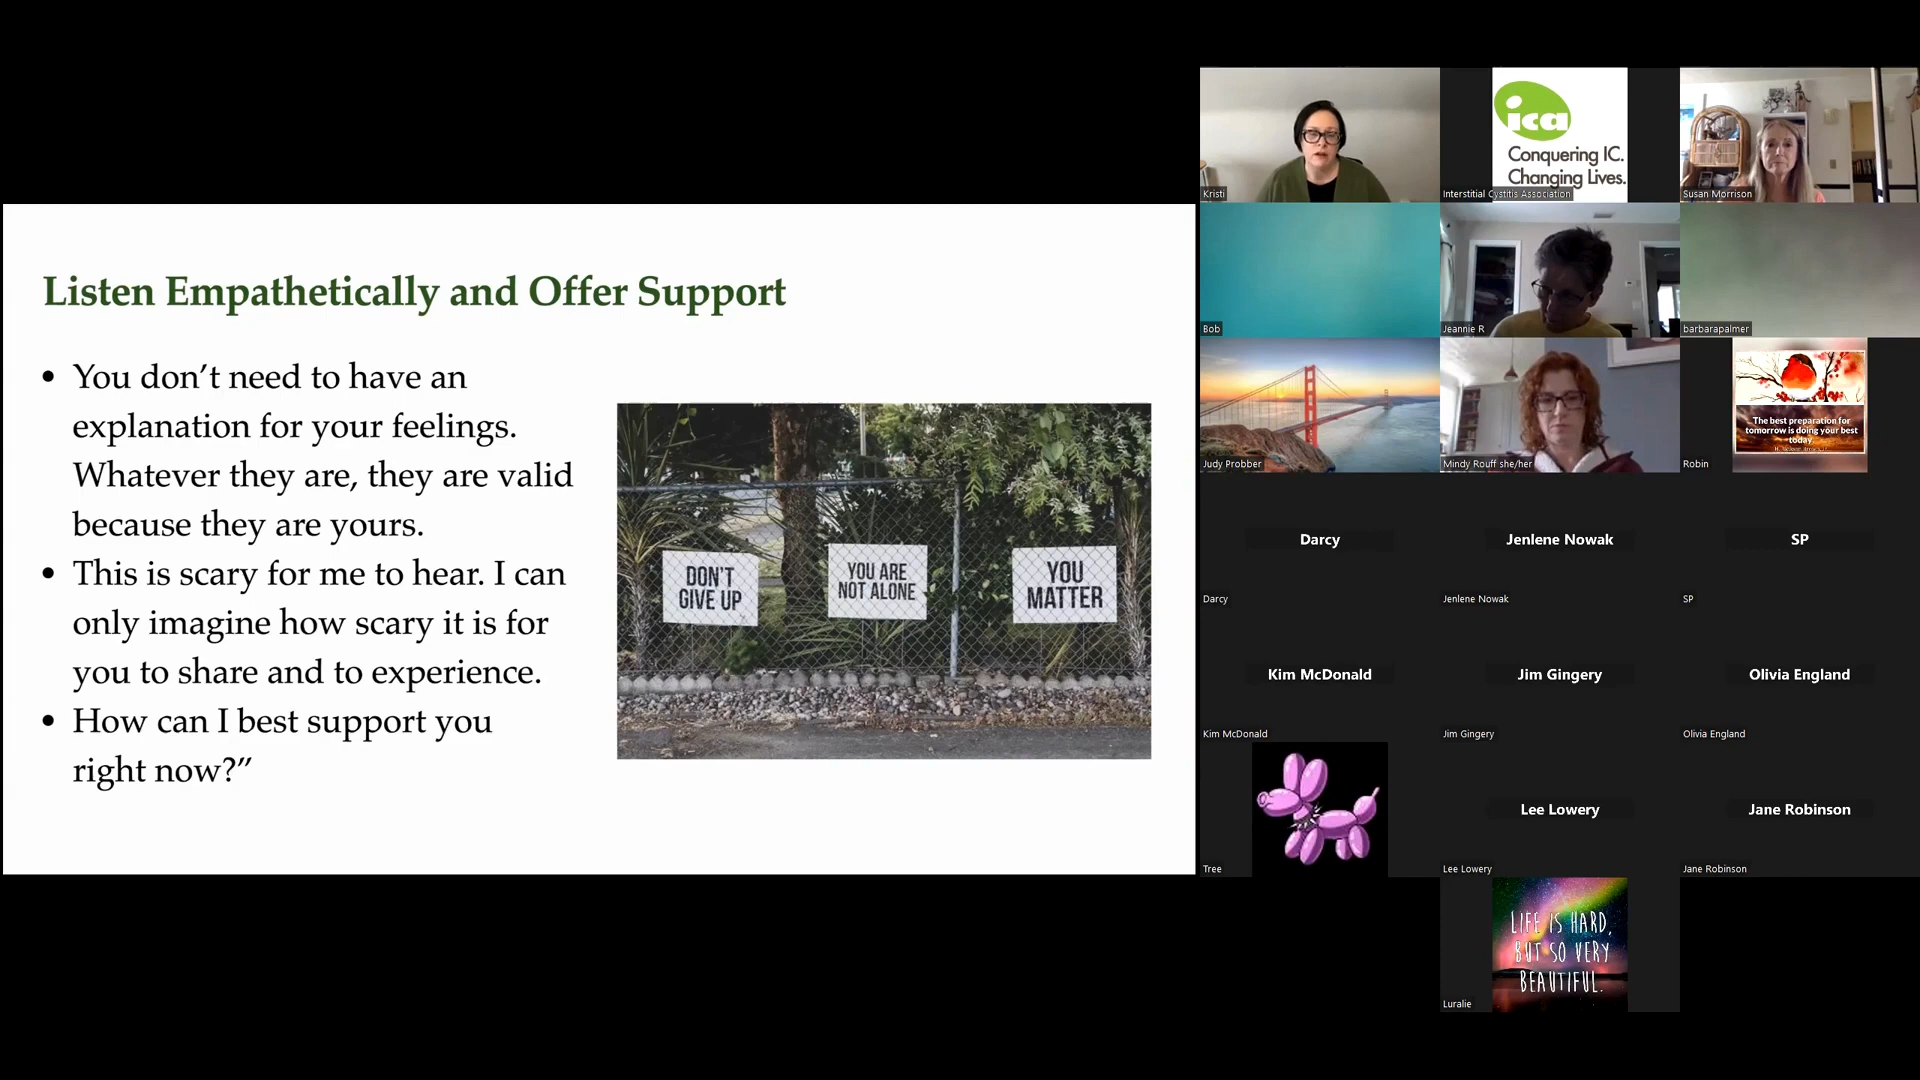 Listen Empathetically and Offer Support
• You don’t need to have an
explanation for your feelings.
Whatever they are, they are valid
because they are yours.
• This is scary for me to hear. I can
only imagine how scary it is for
you to share and to experience.
• How can I best support you
right now?”
DON'T
GIVE UP
YOU ARE
NOT ALONE
YOU
MATTER
Kristi
ica
Conquering IC.
Changing Lives.
Interstitial Cystitis Association
Susan Morrison
Bob
Jeannie R
barbarapalmer
Judy Probber
Mindy Rouff she/her
The best preparation for
tomorrow is doing your best
today.
Robin
Darcy
Darcy
Jenlene Nowak
Jenlene Nowak
SP
SP
Kim McDonald
Kim McDonald
Jim Gingery
Jim Gingery
Olivia England
Olivia England
Tree
Lee Lowery
Lee Lowery
Jane Robinson
Jane Robinson
LIFE IS HARD,
BUT SO VERY
BEAUTIFUL.
Luralie